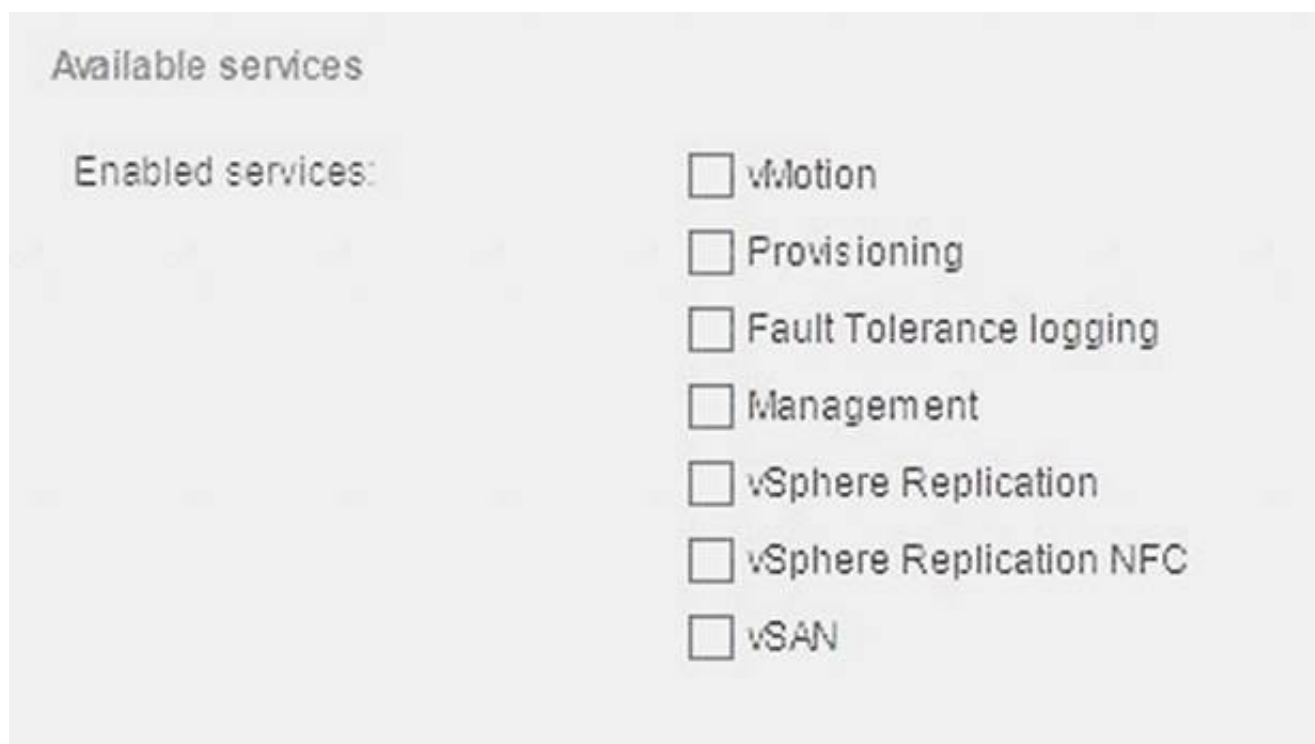 Available services
Enabled services:
vMotion
Provisioning
Fault Tolerance logging
Management
vSphere Replication
vSphere Replication NFC
vSAN